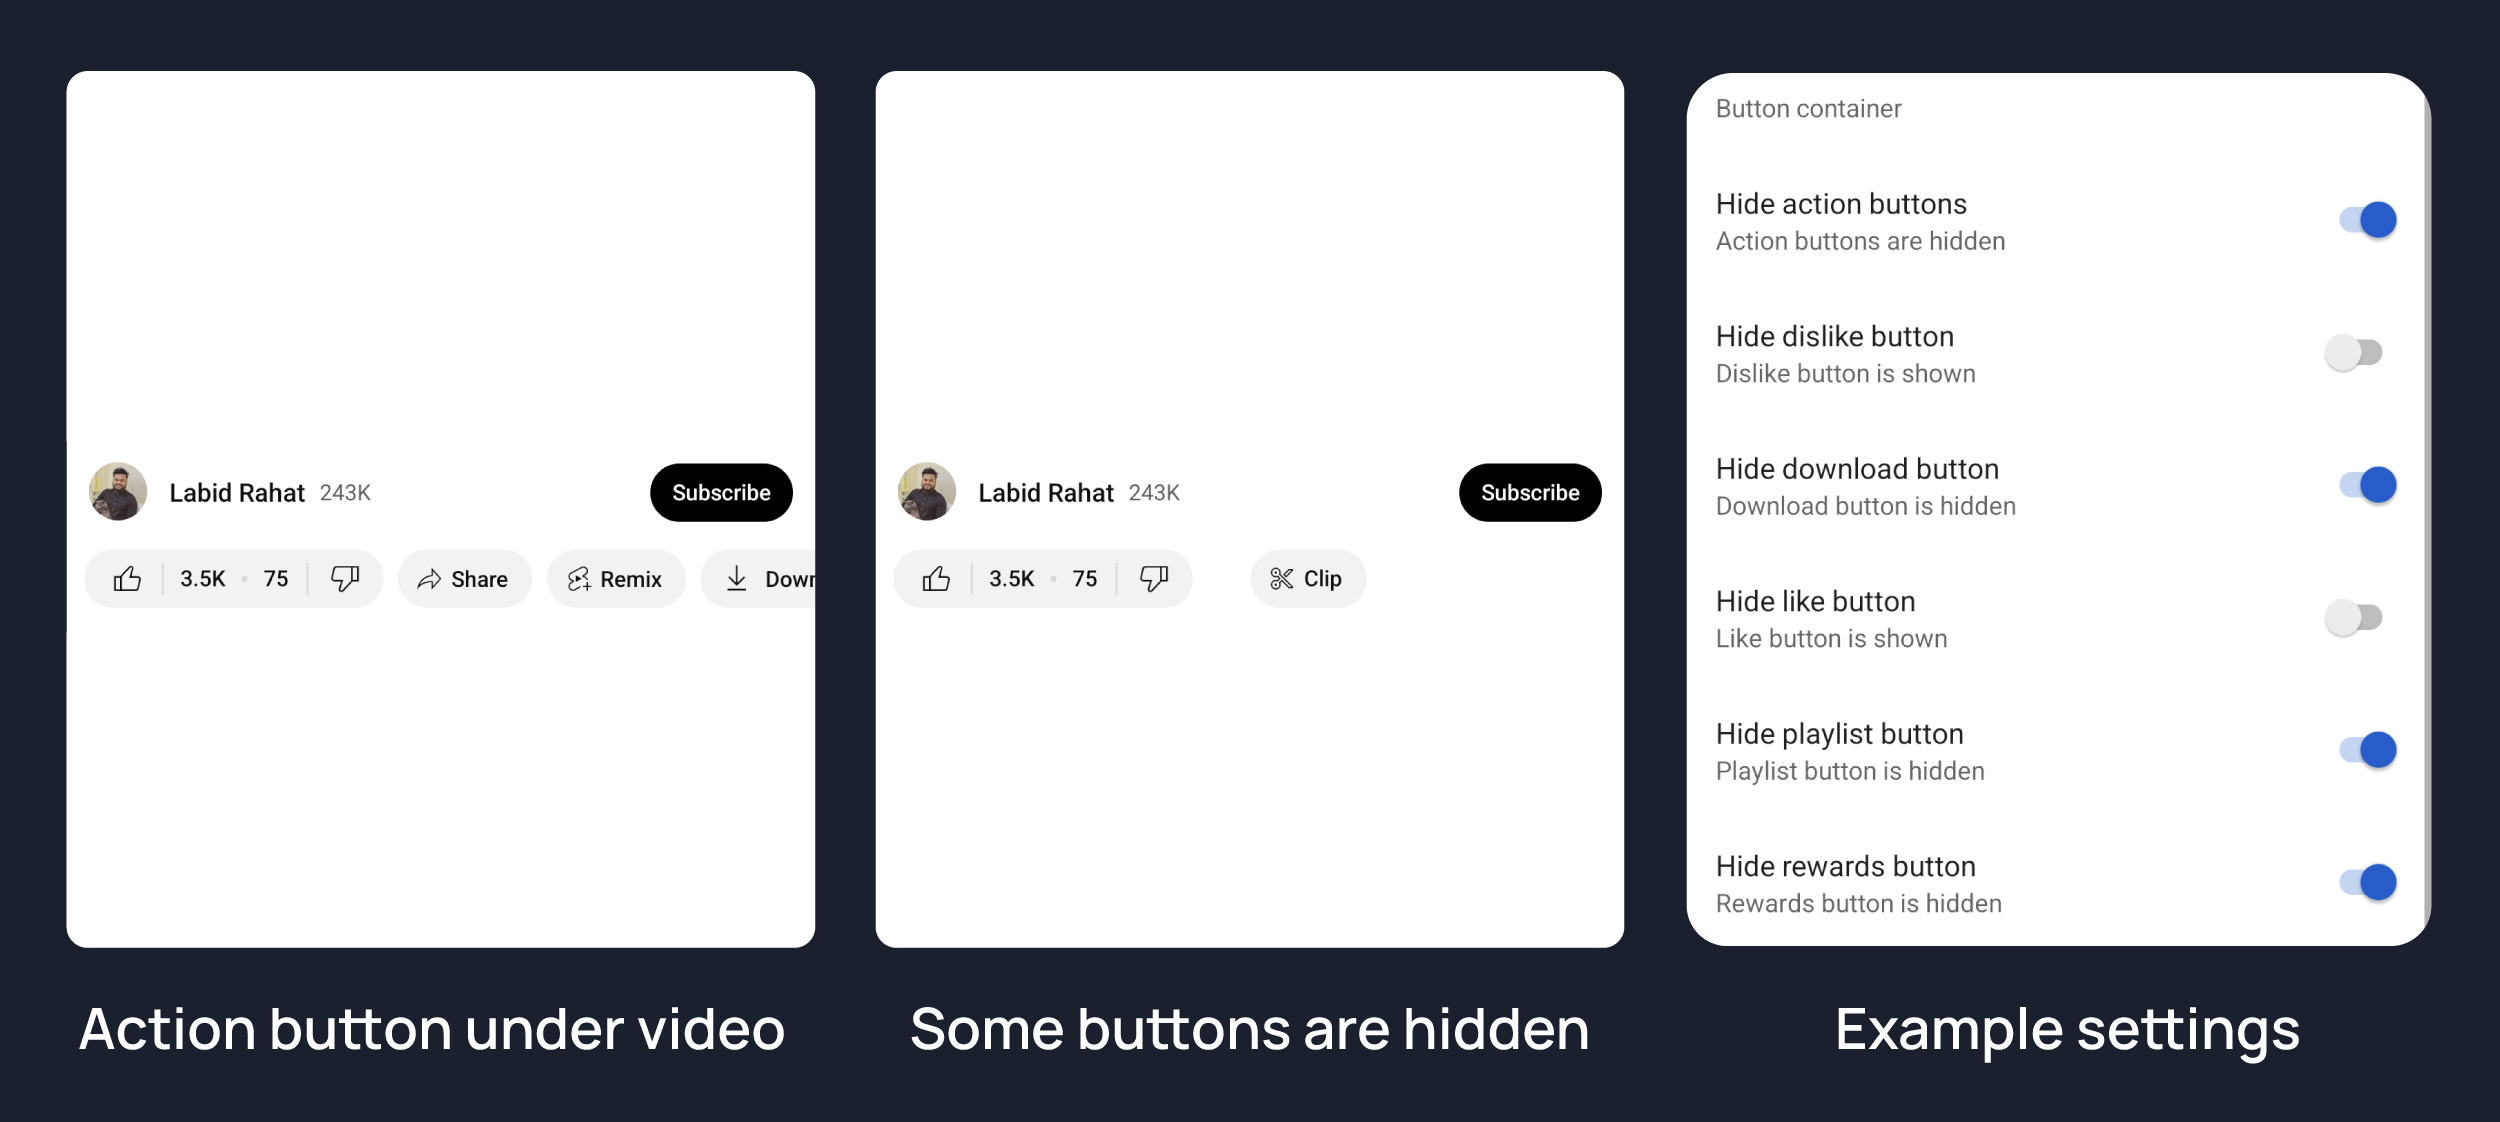 Labid Rahat 243K
Subscribe
3.5K • 75
Share
Remix
Down
Labid Rahat 243K
Subscribe
3.5K • 75
Clip
Button container
Hide action buttons
Action buttons are hidden
Hide dislike button
Dislike button is shown
Hide download button
Download button is hidden
Hide like button
Like button is shown
Hide playlist button
Playlist button is hidden
Hide rewards button
Rewards button is hidden
Action button under video
Some buttons are hidden
Example settings